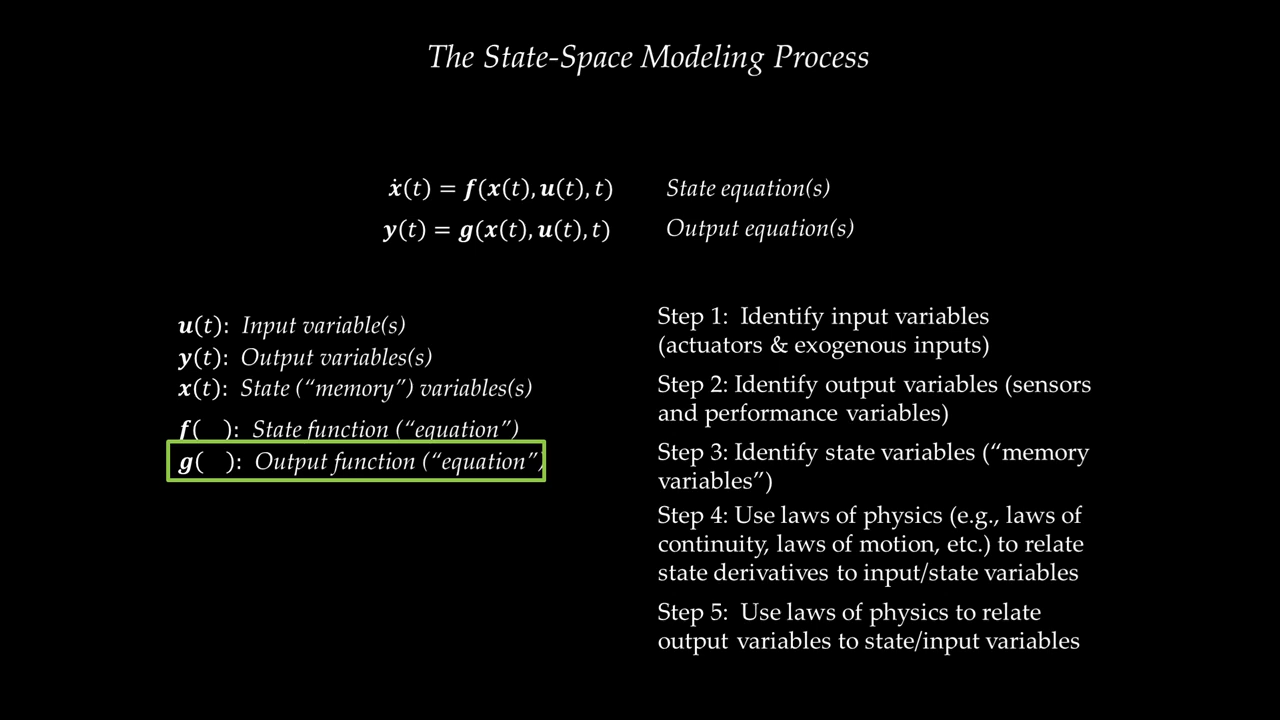 The State-Space Modeling Process
ẋ(t) = f(x(t), u(t), t) State equation(s)
y(t) = g(x(t), u(t), t) Output equation(s)
u(t): Input variable(s)
y(t): Output variables(s)
x(t): State (“memory”) variables(s)
f( ): State function (“equation”)
g( ): Output function (“equation”)
Step 1: Identify input variables
(actuators & exogenous inputs)
Step 2: Identify output variables (sensors
and performance variables)
Step 3: Identify state variables (“memory
variables”)
Step 4: Use laws of physics (e.g., laws of
continuity, laws of motion, etc.) to relate
state derivatives to input/state variables
Step 5: Use laws of physics to relate
output variables to state/input variables